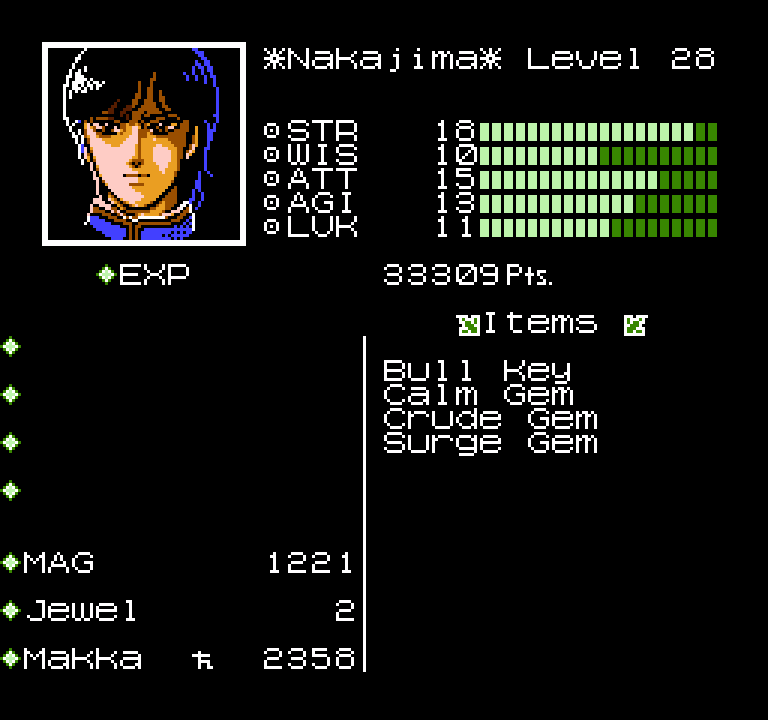 ✳Nakajima✳ Level 28
STR 18
WIS 10
ATT 15
AGI 13
LUK 11
EXP 33309 Pts.
Items
Bull Key
Calm Gem
Crude Gem
Surge Gem
MAG 1221
Jewel 2
Makka 2358